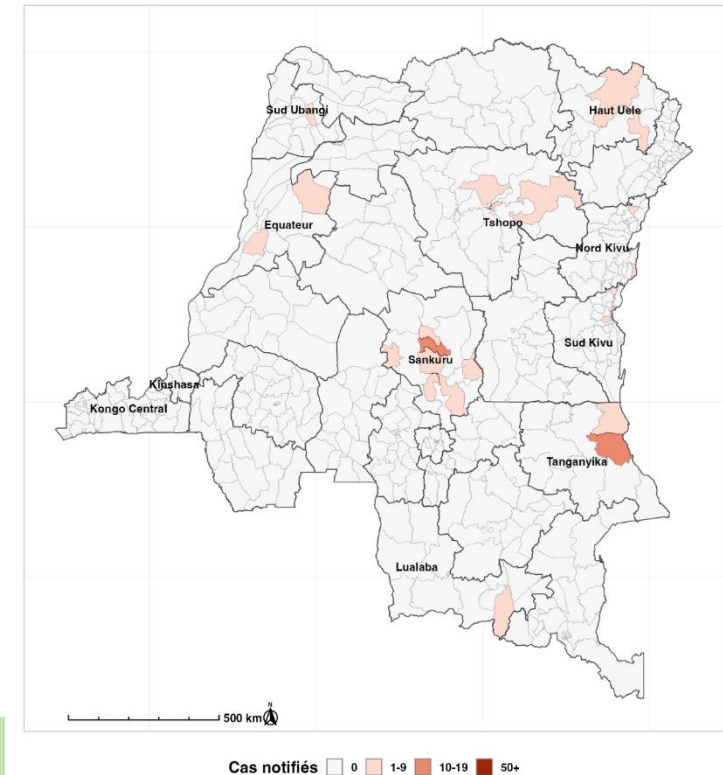 Sud Ubangi
Haut Uele
Equateur
Tshopo
Nord Kivu
Sankuru
Sud Kivu
Kinshasa
Kongo Central
Tanganyika
Lualaba
500 km
N
Cas notifiés 0 1-9 10-19 50+